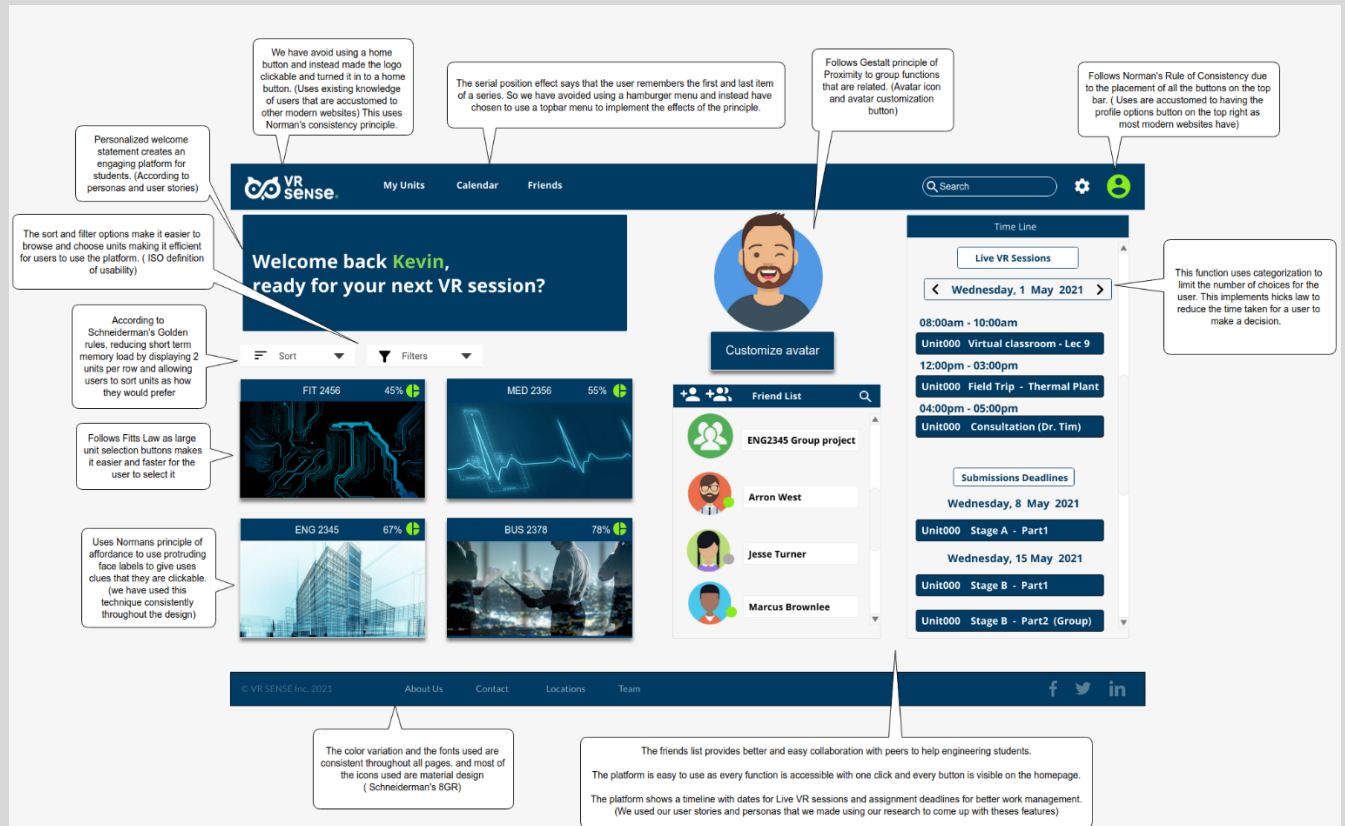 We have avoid using a home
button and instead made the logo
clickable and turned it in to a home
button. (Uses existing knowledge
of users that are accustomed to
other modern websites) This uses
Norman's consistency principle.
The serial position effect says that the user remembers the first and last item
of a series. So we have avoided using a hamburger menu and instead have
chosen to use a topbar menu to implement the effects of the principle.
Follows Gestalt principle of
Proximity to group functions
that are related. (Avatar icon
and avatar customization
button)
Follows Norman's Rule of Consistency due
to the placement of all the buttons on the top
bar. ( Uses are accustomed to having the
profile options button on the top right as
most modern websites have)
Personalized welcome
statement creates an
engaging platform for
students. (According to
personas and user stories)
The sort and filter options make it easier to
browse and choose units making it efficient
for users to use the platform. ( ISO definition
of usability)
According to
Schneiderman's Golden
rules, reducing short term
memory load by displaying 2
units per row and allowing
users to sort units as how
they would prefer
Follows Fitts Law as large
unit selection buttons makes
it easier and faster for the
user to select it
Uses Normans principle of
affordance to use protruding
face labels to give uses
clues that they are clickable.
(we have used this
technique consistently
throughout the design)
VR
sense.
My Units
Calendar
Friends
Search
Welcome back Kevin,
ready for your next VR session?
Sort
Filters
FIT 2456 45%
MED 2356 55%
ENG 2345 67%
BUS 2378 78%
Customize avatar
Friend List
ENG2345 Group project
Arron West
Jesse Turner
Marcus Brownlee
Time Line
Live VR Sessions
Wednesday, 1 May 2021
08:00am - 10:00am
Unit000 Virtual classroom - Lec 9
12:00pm - 03:00pm
Unit000 Field Trip - Thermal Plant
04:00pm - 05:00pm
Unit000 Consultation (Dr. Tim)
Submissions Deadlines
Wednesday, 8 May 2021
Unit000 Stage A - Part1
Wednesday, 15 May 2021
Unit000 Stage B - Part1
Unit000 Stage B - Part2 (Group)
This function uses categorization to
limit the number of choices for the
user. This implements hicks law to
reduce the time taken for a user to
make a decision.
© VR SENSE Inc. 2021
About Us
Contact
Locations
Team
The color variation and the fonts used are
consistent throughout all pages. and most of
the icons used are material design
( Schneiderman's 8GR)
The friends list provides better and easy collaboration with peers to help engineering students.
The platform is easy to use as every function is accessible with one click and every button is visible on the homepage.
The platform shows a timeline with dates for Live VR sessions and assignment deadlines for better work management.
(We used our user stories and personas that we made using our research to come up with theses features)